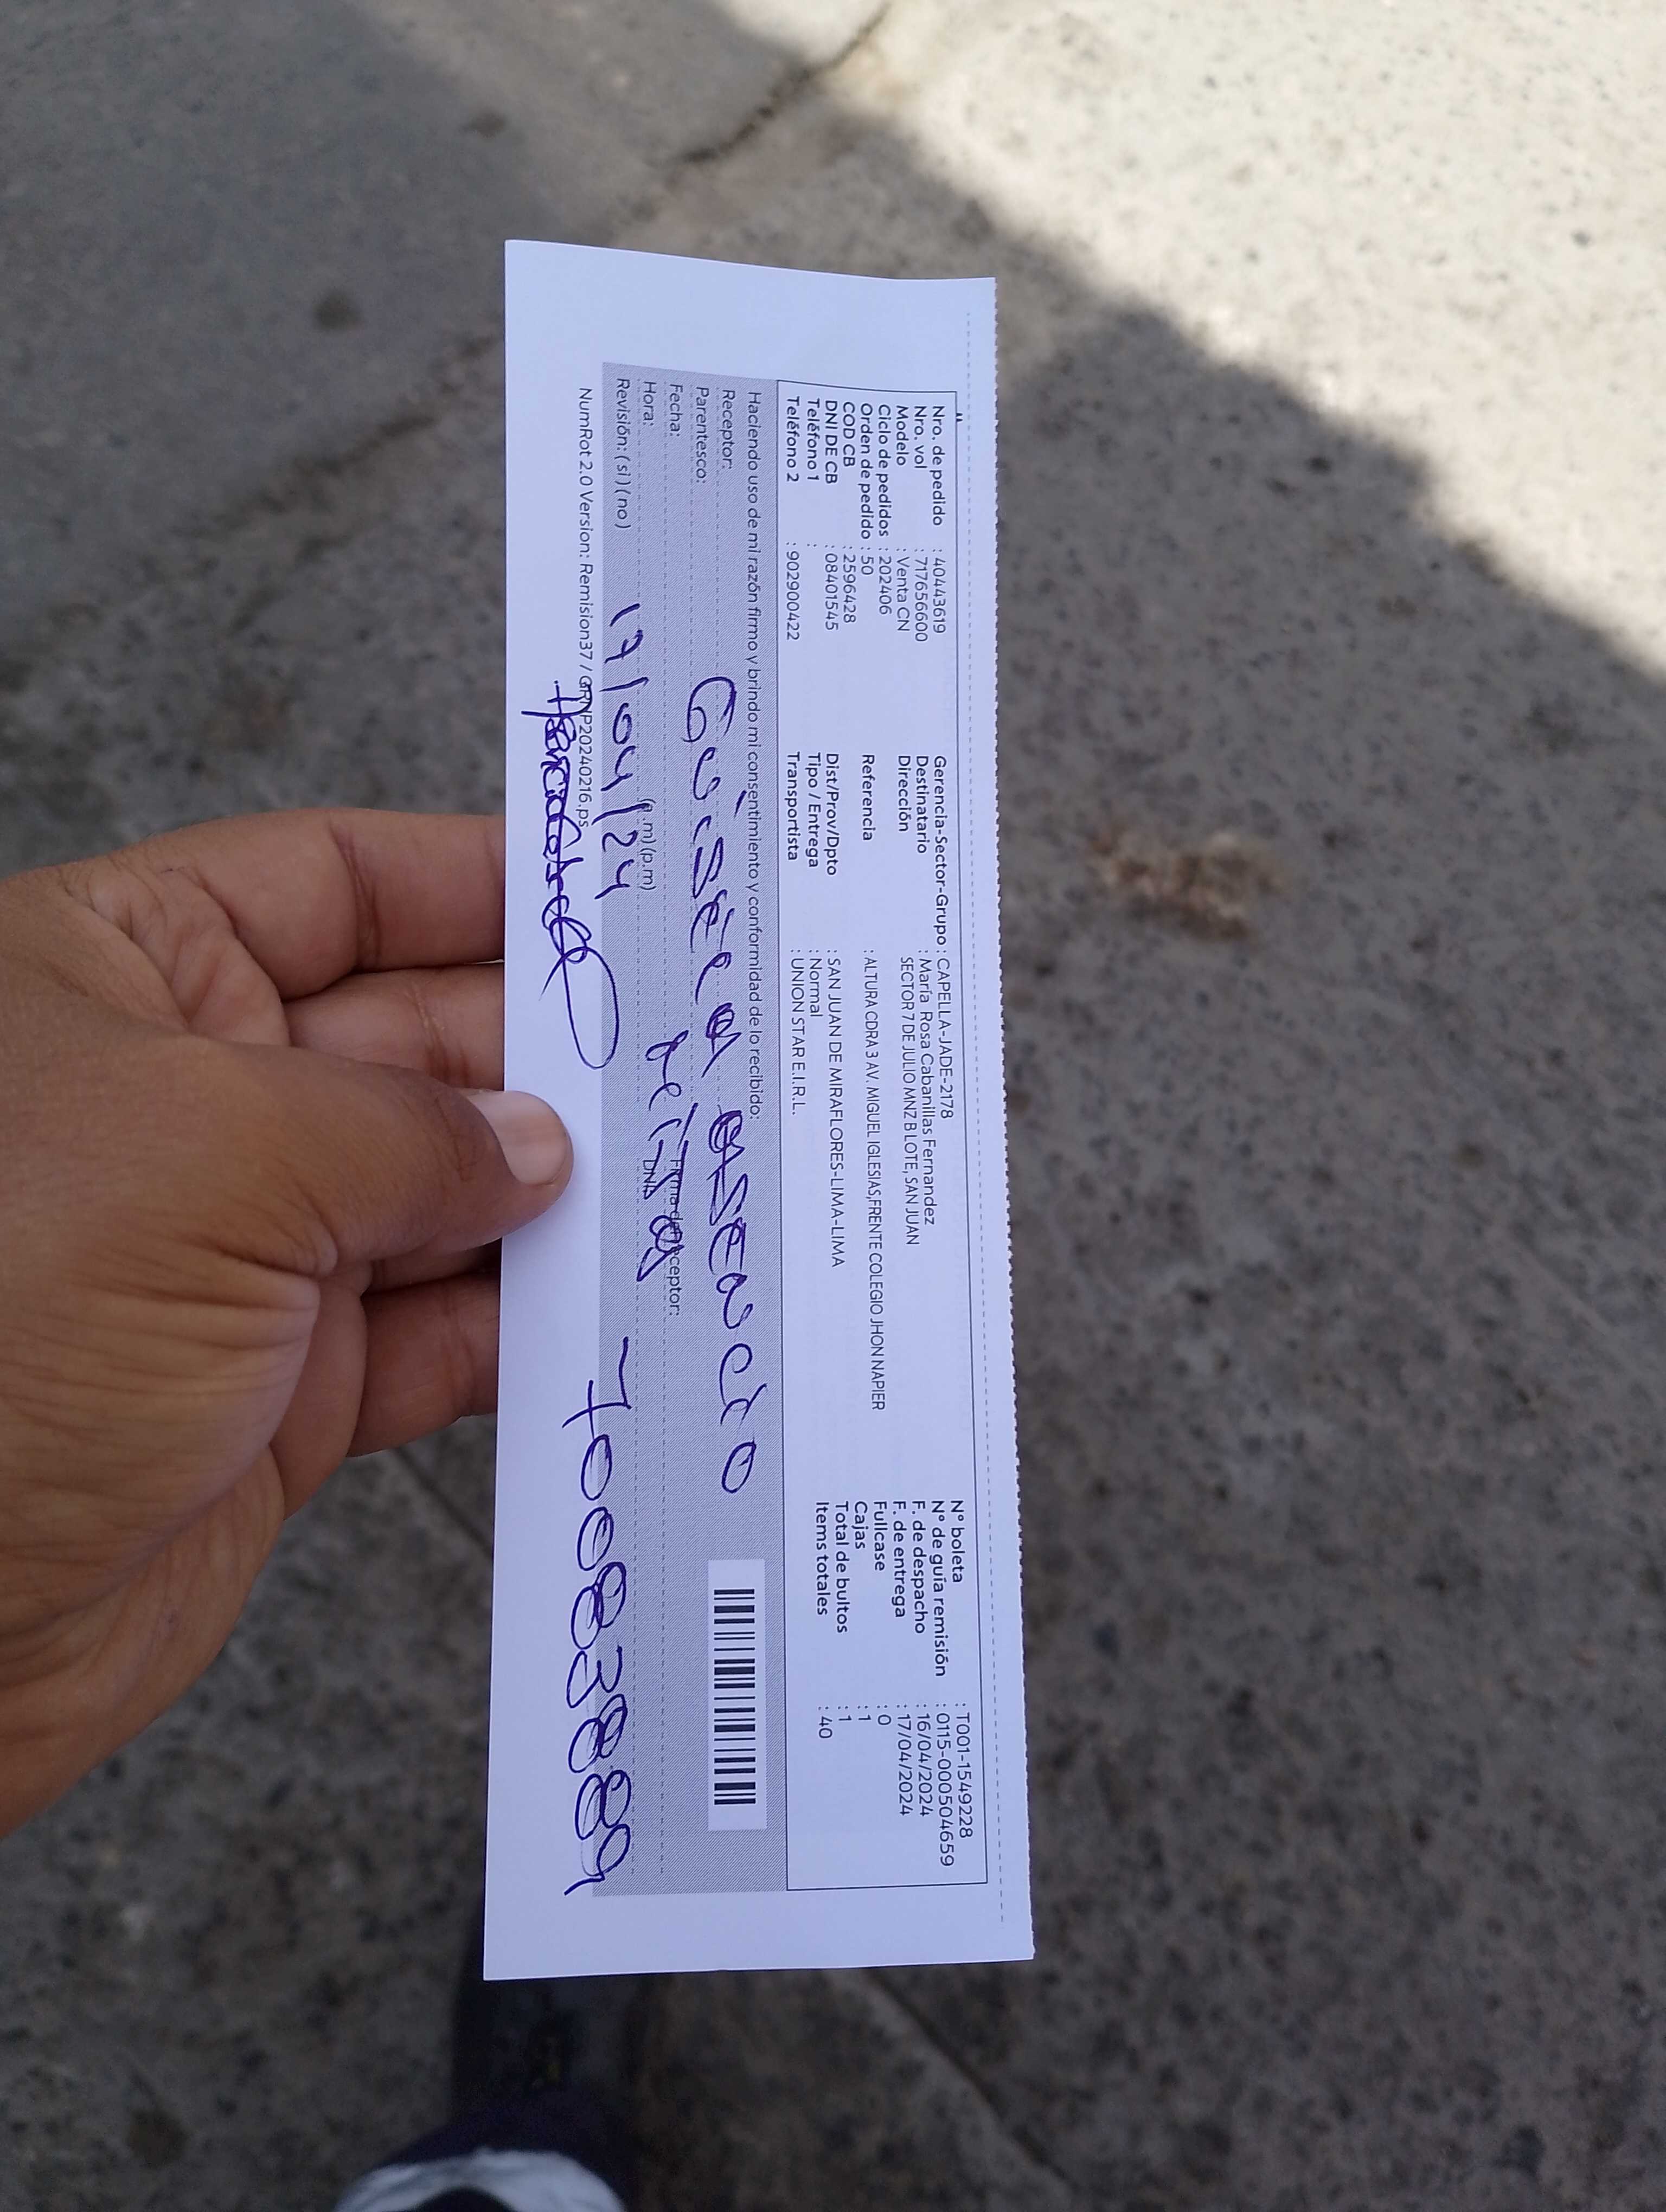 Nro. de pedido : 40443619
Nro. vol : 717656600
Modelo : Venta CN
Ciclo de pedidos : 202406
Orden de pedido : 50
COD CB : 2596428
DNI DE CB : 08401545
Teléfono 1 :
Teléfono 2 : 902900422
Gerencia-Sector-Grupo : CAPELLA-JADE-2178
Destinatario : María Rosa Cabanillas Fernandez
Dirección : SECTOR 7 DE JULIO MNZ B LOTE, SAN JUAN
Referencia : ALTURA CDRA 3 AV. MIGUEL IGLESIAS,FRENTE COLEGIO JHON NAPIER
Dist/Prov/Dpto : SAN JUAN DE MIRAFLORES-LIMA-LIMA
Tipo / Entrega : Normal
Transportista : UNION STAR E.I.R.L.
N° boleta : T001-1549228
N° de guía remisión : 0115-000504659
F. de despacho : 16/04/2024
F. de entrega : 17/04/2024
Fullcase : 0
Cajas : 1
Total de bultos : 1
Items totales : 40
Haciendo uso de mi razón firmo y brindo mi consentimiento y conformidad de lo recibido:
Receptor:
Parentesco:
Fecha:
Firma del receptor:
Hora: (a.m) (p.m)
DNI:
17/04/24
70083889
Revisión: ( si ) ( no )
NumRot 2.0 Version: Remision37 / GRNP20240216.ps